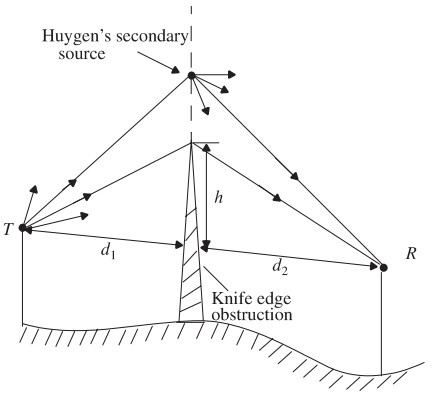 Huygen's secondary
source
h
T
d1
d2
R
Knife edge
obstruction